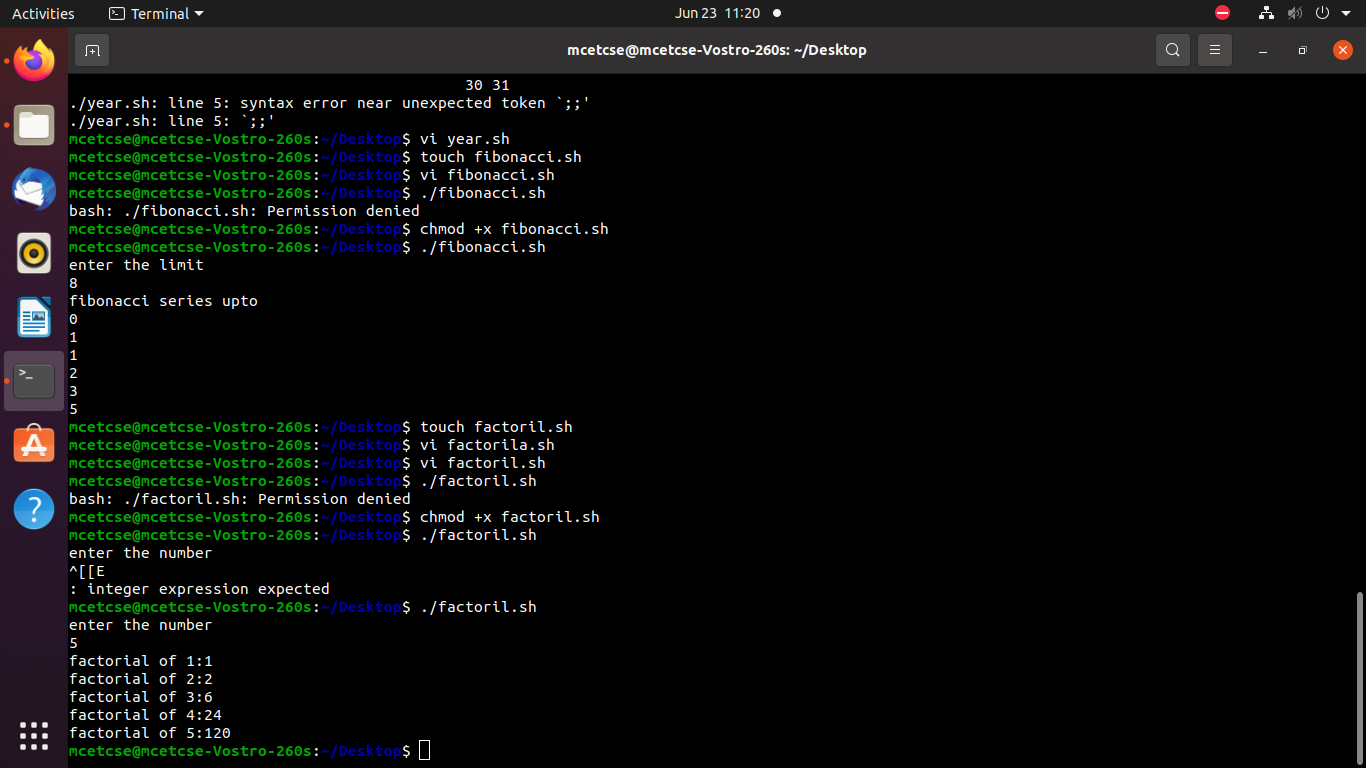 Activities Terminal Jun 23 11:20
mcetcse@mcetcse-Vostro-260s: ~/Desktop
30 31
./year.sh: line 5: syntax error near unexpected token `;;'
./year.sh: line 5: `;;'
mcetcse@mcetcse-Vostro-260s:~/Desktop$ vi year.sh
mcetcse@mcetcse-Vostro-260s:~/Desktop$ touch fibonacci.sh
mcetcse@mcetcse-Vostro-260s:~/Desktop$ vi fibonacci.sh
mcetcse@mcetcse-Vostro-260s:~/Desktop$ ./fibonacci.sh
bash: ./fibonacci.sh: Permission denied
mcetcse@mcetcse-Vostro-260s:~/Desktop$ chmod +x fibonacci.sh
mcetcse@mcetcse-Vostro-260s:~/Desktop$ ./fibonacci.sh
enter the limit
8
fibonacci series upto
0
1
1
2
3
5
mcetcse@mcetcse-Vostro-260s:~/Desktop$ touch factoril.sh
mcetcse@mcetcse-Vostro-260s:~/Desktop$ vi factorila.sh
mcetcse@mcetcse-Vostro-260s:~/Desktop$ vi factoril.sh
mcetcse@mcetcse-Vostro-260s:~/Desktop$ ./factoril.sh
bash: ./factoril.sh: Permission denied
mcetcse@mcetcse-Vostro-260s:~/Desktop$ chmod +x factoril.sh
mcetcse@mcetcse-Vostro-260s:~/Desktop$ ./factoril.sh
enter the number
^[[E
: integer expression expected
mcetcse@mcetcse-Vostro-260s:~/Desktop$ ./factoril.sh
enter the number
5
factorial of 1:1
factorial of 2:2
factorial of 3:6
factorial of 4:24
factorial of 5:120
mcetcse@mcetcse-Vostro-260s:~/Desktop$